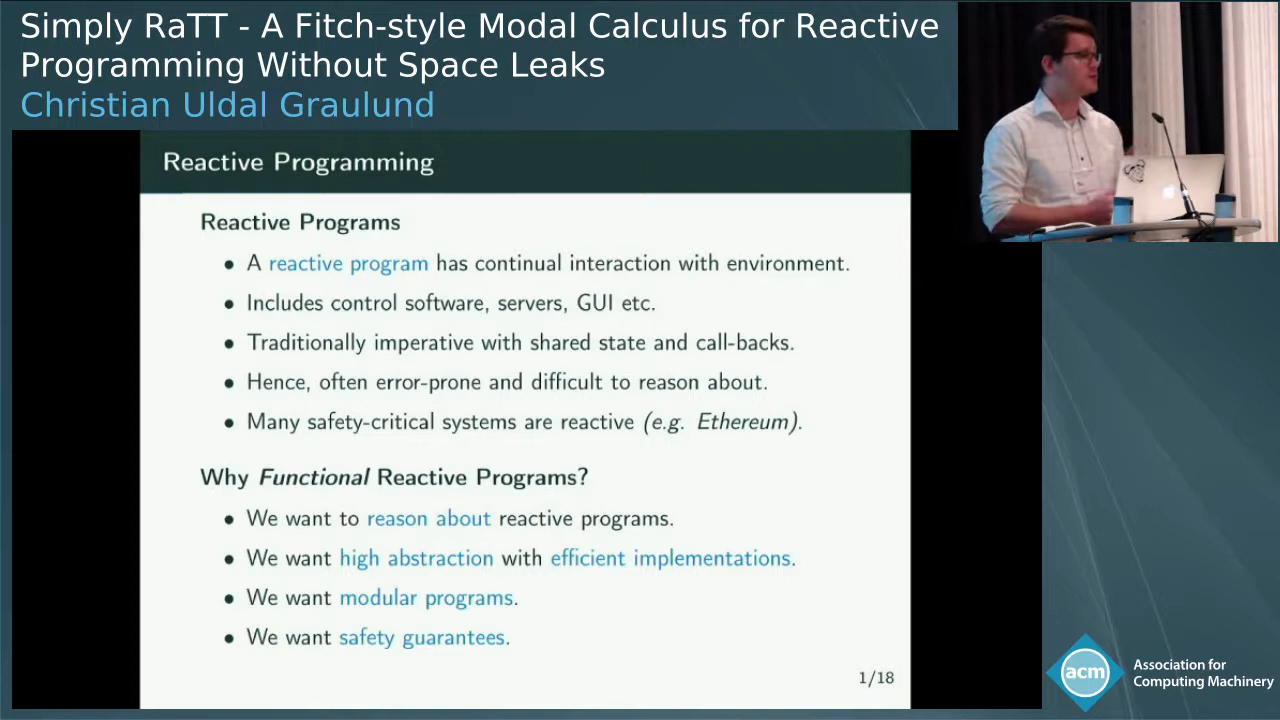 Simply RaTT - A Fitch-style Modal Calculus for Reactive
Programming Without Space Leaks
Christian Uldal Graulund
Reactive Programming
Reactive Programs
• A reactive program has continual interaction with environment.
• Includes control software, servers, GUI etc.
• Traditionally imperative with shared state and call-backs.
• Hence, often error-prone and difficult to reason about.
• Many safety-critical systems are reactive (e.g. Ethereum).
Why Functional Reactive Programs?
• We want to reason about reactive programs.
• We want high abstraction with efficient implementations.
• We want modular programs.
• We want safety guarantees.
1/18
acm
Association for
Computing Machinery